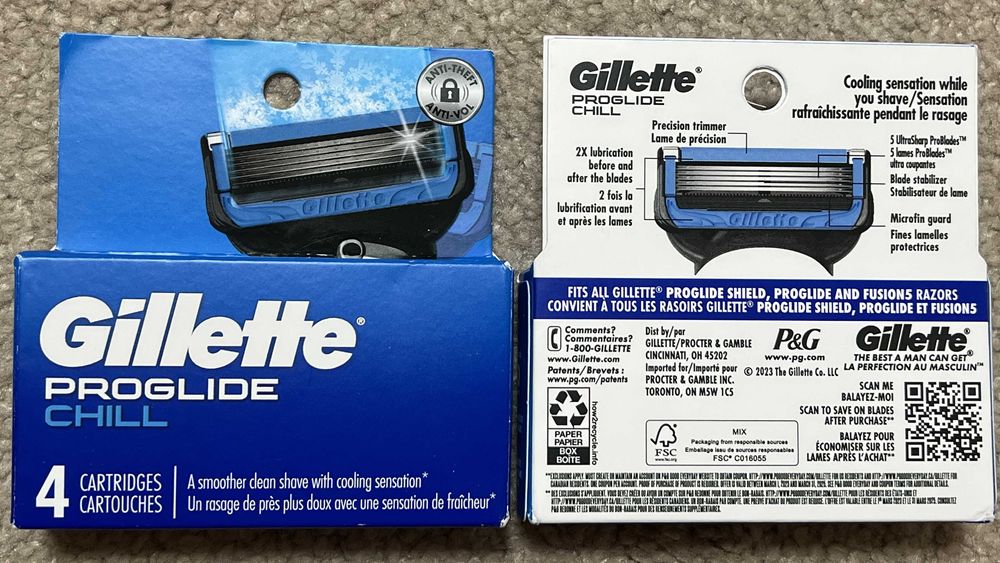 ANTI-THEFT
ANTI-VOL
Gillette
Gillette®
PROGLIDE
CHILL
4 CARTRIDGES
CARTOUCHES
A smoother clean shave with cooling sensation*
Un rasage de près plus doux avec une sensation de fraîcheur*
Gillette®
PROGLIDE
CHILL
Cooling sensation while
you shave/Sensation
rafraîchissante pendant le rasage
Precision trimmer
Lame de précision
2X lubrication
before and
after the blades
2 fois la
lubrification avant
et après les lames
5 UltraSharp ProBlades™
5 lames ProBlades™
ultra coupantes
Blade stabilizer
Stabilisateur de lame
Microfin guard
Fines lamelles
protectrices
Gillette
FITS ALL GILLETTE® PROGLIDE SHIELD, PROGLIDE AND FUSION5 RAZORS
CONVIENT À TOUS LES RASOIRS GILLETTE® PROGLIDE SHIELD, PROGLIDE ET FUSION5
Comments?
Commentaires?
1-800-GILLETTE
www.Gillette.com
Patents/Brevets :
www.pg.com/patents
Dist by/par
GILLETTE/PROCTER & GAMBLE
CINCINNATI, OH 45202
Imported for/Importé pour
PROCTER & GAMBLE INC.
TORONTO, ON M5W 1C5
P&G
www.pg.com
© 2023 The Gillette Co. LLC
Gillette®
THE BEST A MAN CAN GET®
LA PERFECTION AU MASCULIN™
SCAN ME
BALAYEZ-MOI
SCAN TO SAVE ON BLADES
AFTER PURCHASE**
BALAYEZ POUR
ÉCONOMISER SUR LES
LAMES APRÈS L'ACHAT**
PAPER
PAPIER
BOX
BOÎTE
how2recycle.info
FSC
www.fsc.org
MIX
Packaging from responsible sources
Emballage issu de sources responsables
FSC® C016055